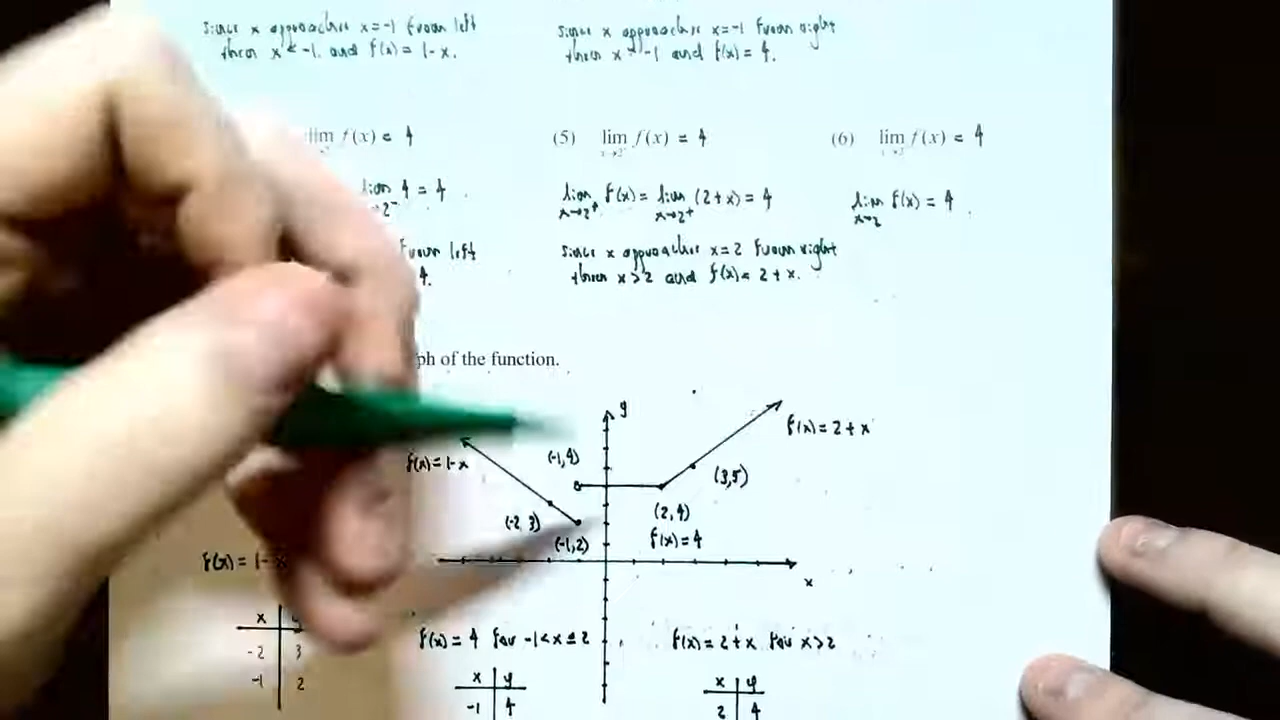 Since x approaches x=-1 from left
then x < -1. and f(x) = 1-x.
Since x approaches x=-1 from right
then x -1 and f(x) = 4.
lim f(x) = 4
(5) lim f(x) = 4
(6) lim f(x) = 4
4 = 4
lim f(x) = lim (2+x) = 4
x→2⁺ x→2⁺
lim f(x) = 4
x→2
from left
4.
Since x approaches x=2 from right
then x>2 and f(x) = 2+x.
ph of the function.
y
f(x) = 2+x
(-1,4)
f(x)=1-x
(3,5)
(-2 3)
(2,4)
(-1,2)
f(x)=4
f(x) = 1-
x
x
-2 3
-1 2
f(x) = 4 for -1<x≤2
x y
-1 4
f(x) = 2+x for x>2
x y
2 4